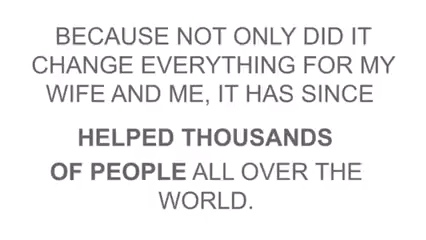 BECAUSE NOT ONLY DID IT
CHANGE EVERYTHING FOR MY
WIFE AND ME, IT HAS SINCE
HELPED THOUSANDS
OF PEOPLE ALL OVER THE
WORLD.